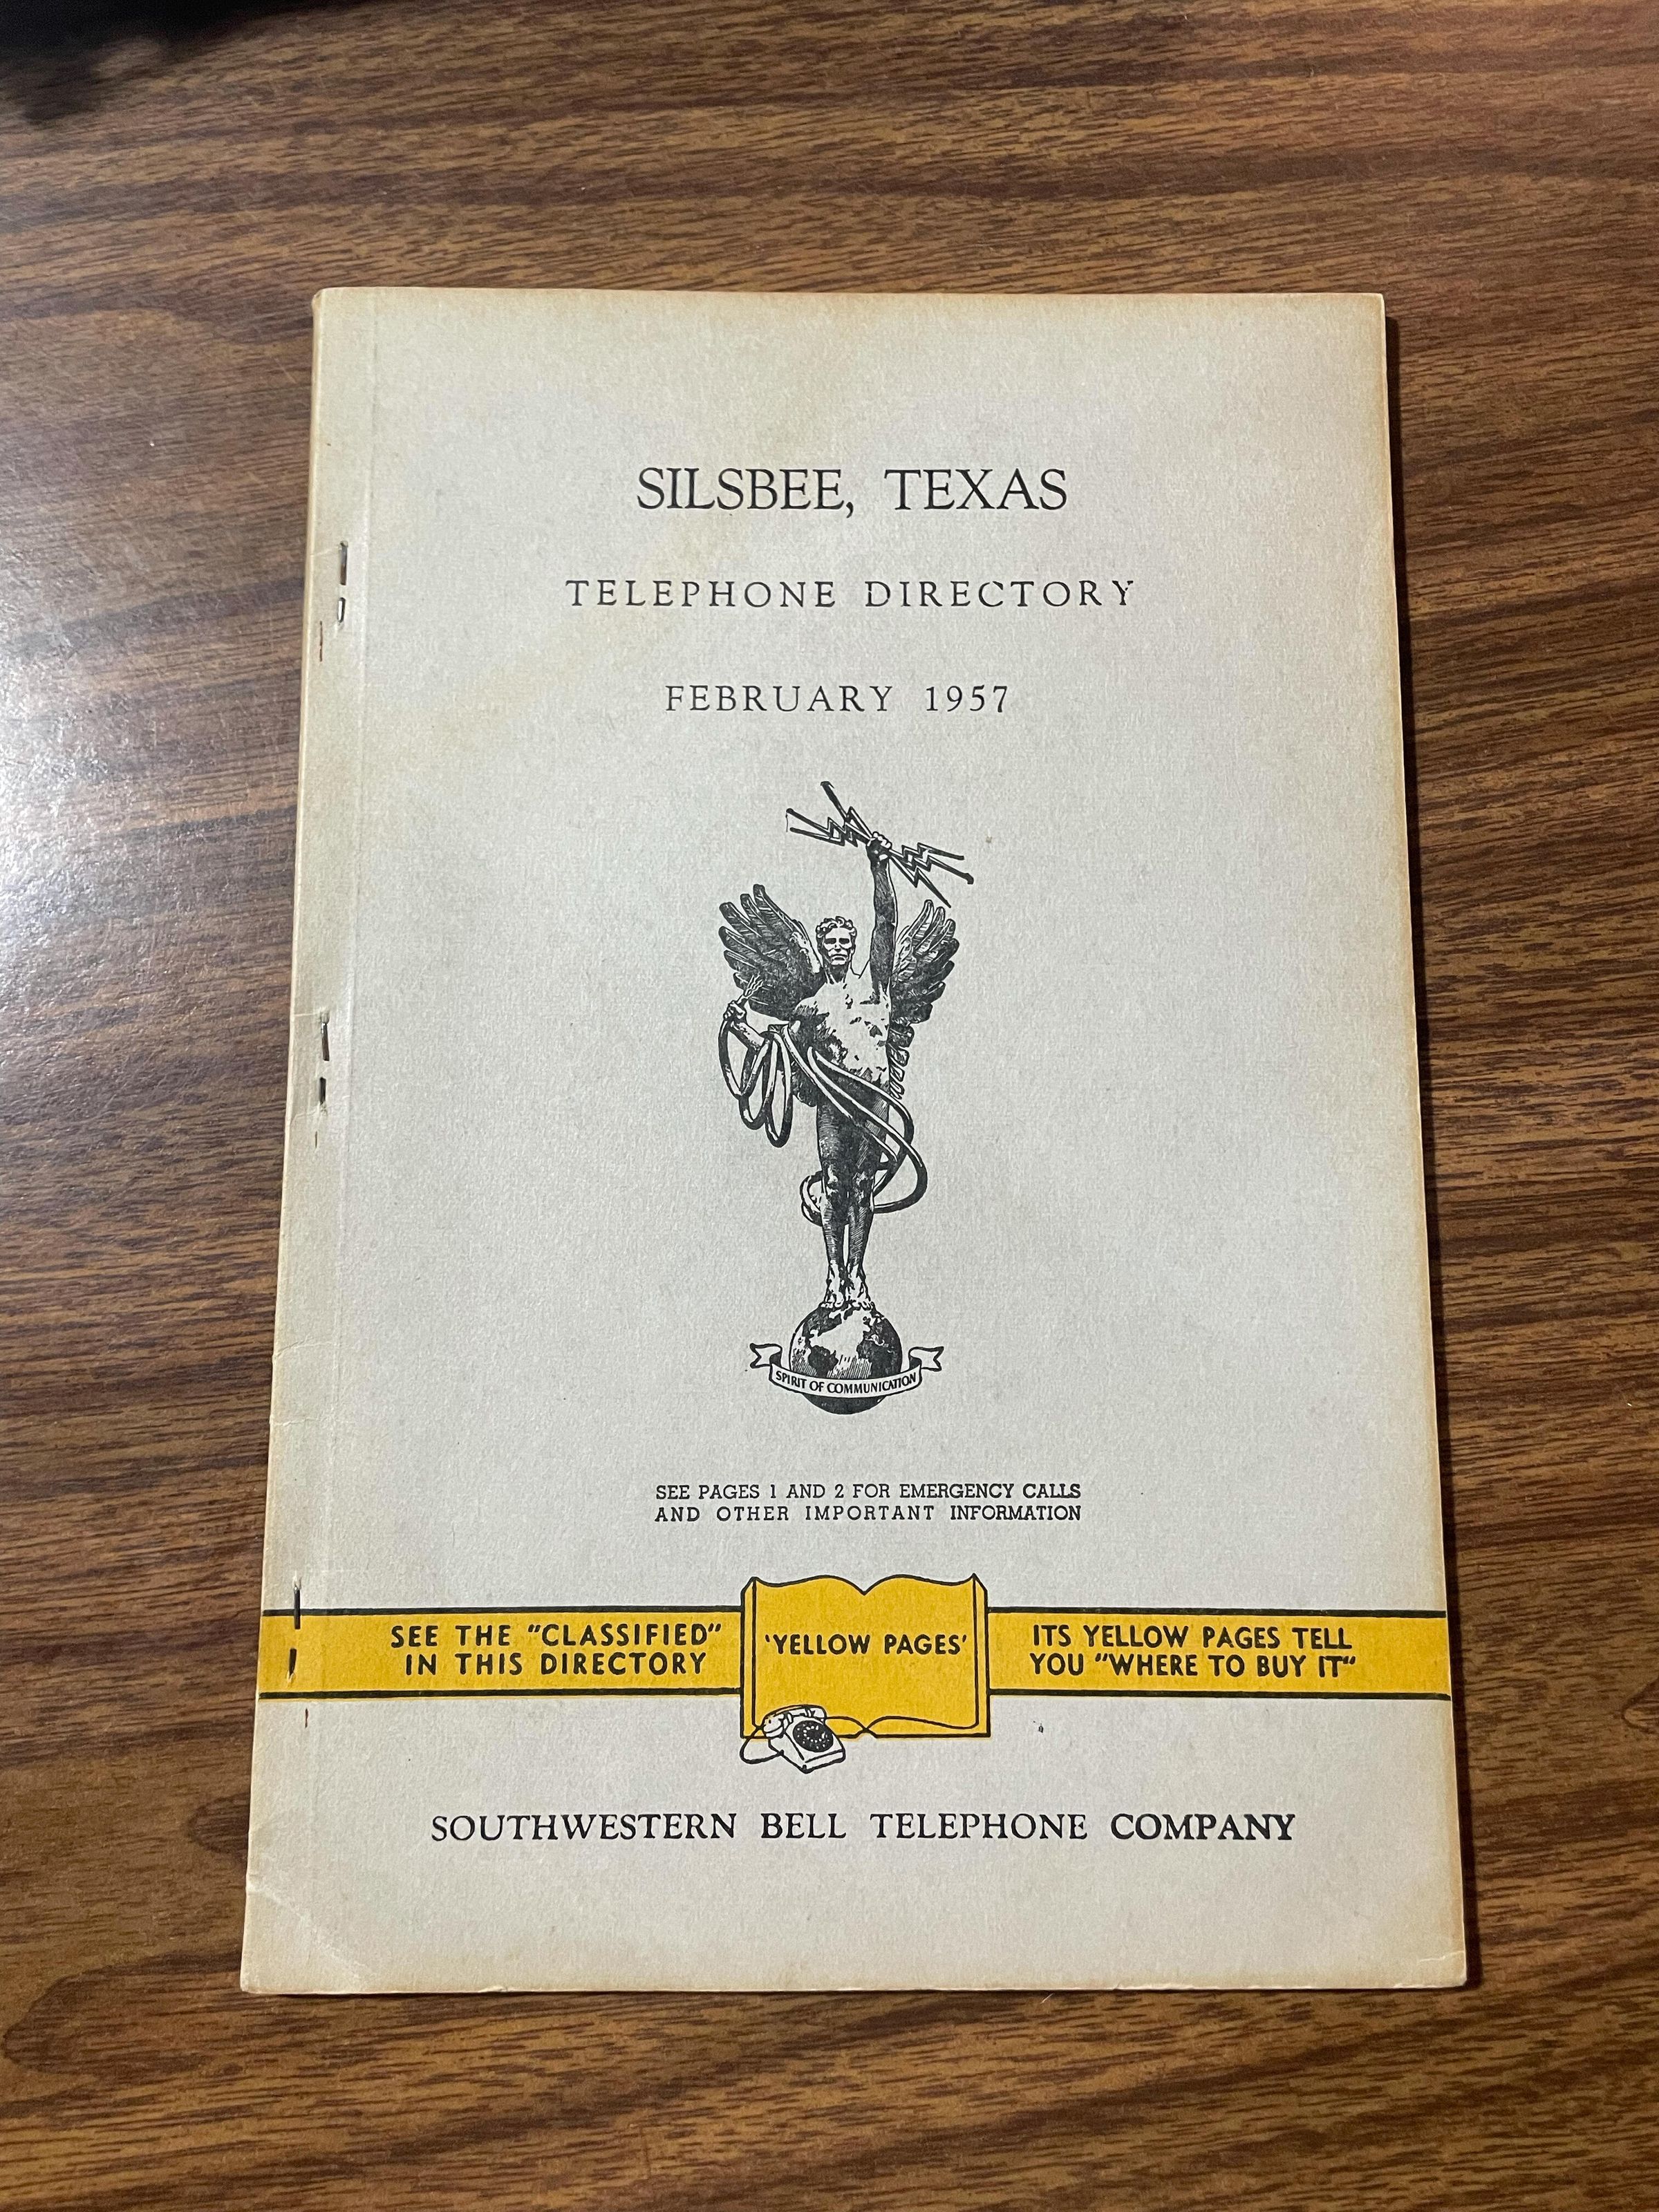 SILSBEE, TEXAS
TELEPHONE DIRECTORY
FEBRUARY 1957
SPIRIT OF COMMUNICATION
SEE PAGES 1 AND 2 FOR EMERGENCY CALLS
AND OTHER IMPORTANT INFORMATION
SEE THE "CLASSIFIED"
IN THIS DIRECTORY
'YELLOW PAGES'
ITS YELLOW PAGES TELL
YOU "WHERE TO BUY IT"
SOUTHWESTERN BELL TELEPHONE COMPANY